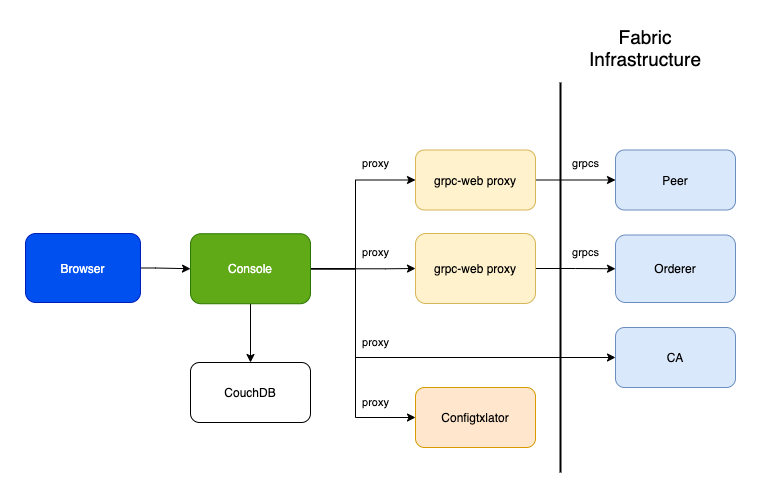 Fabric
Infrastructure
proxy
grpc-web proxy
grpcs
Peer
Browser
Console
proxy
grpc-web proxy
grpcs
Orderer
proxy
CA
CouchDB
proxy
Configtxlator